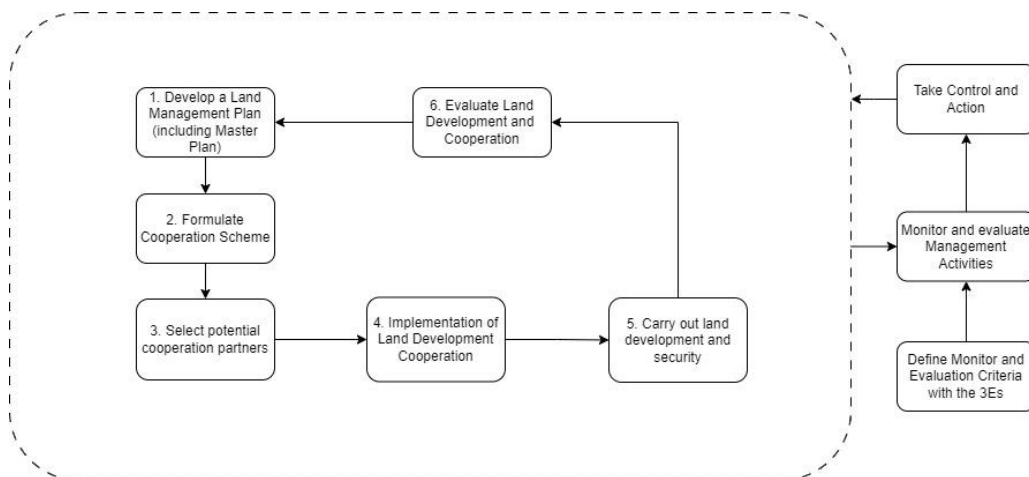 1. Develop a Land
Management Plan
(including Master
Plan)
6. Evaluate Land
Development and
Cooperation
2. Formulate
Cooperation Scheme
3. Select potential
cooperation partners
4. Implementation of
Land Development
Cooperation
5. Carry out land
development and
security
Take Control and
Action
Monitor and evaluate
Management
Activities
Define Monitor and
Evaluation Criteria
with the 3Es